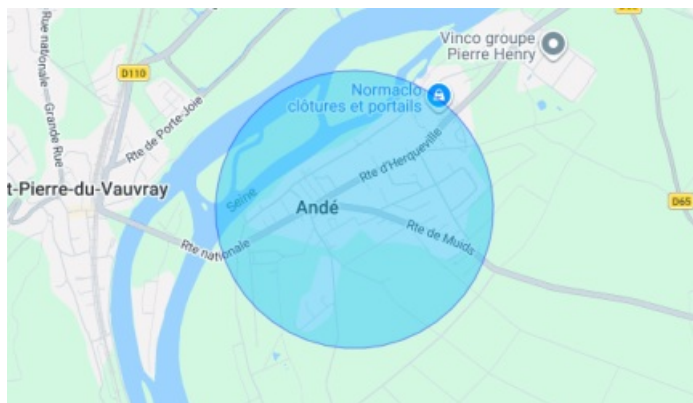 Vinco groupe
Pierre Henry
Rue nationale
Grande Rue
D110
Normaclo
clôtures et portails
Rte de Porte-Joie
Rte d'Herqueville
t-Pierre-du-Vauvray
Seine
Andé
D65
Rte nationale
Rte de Muids